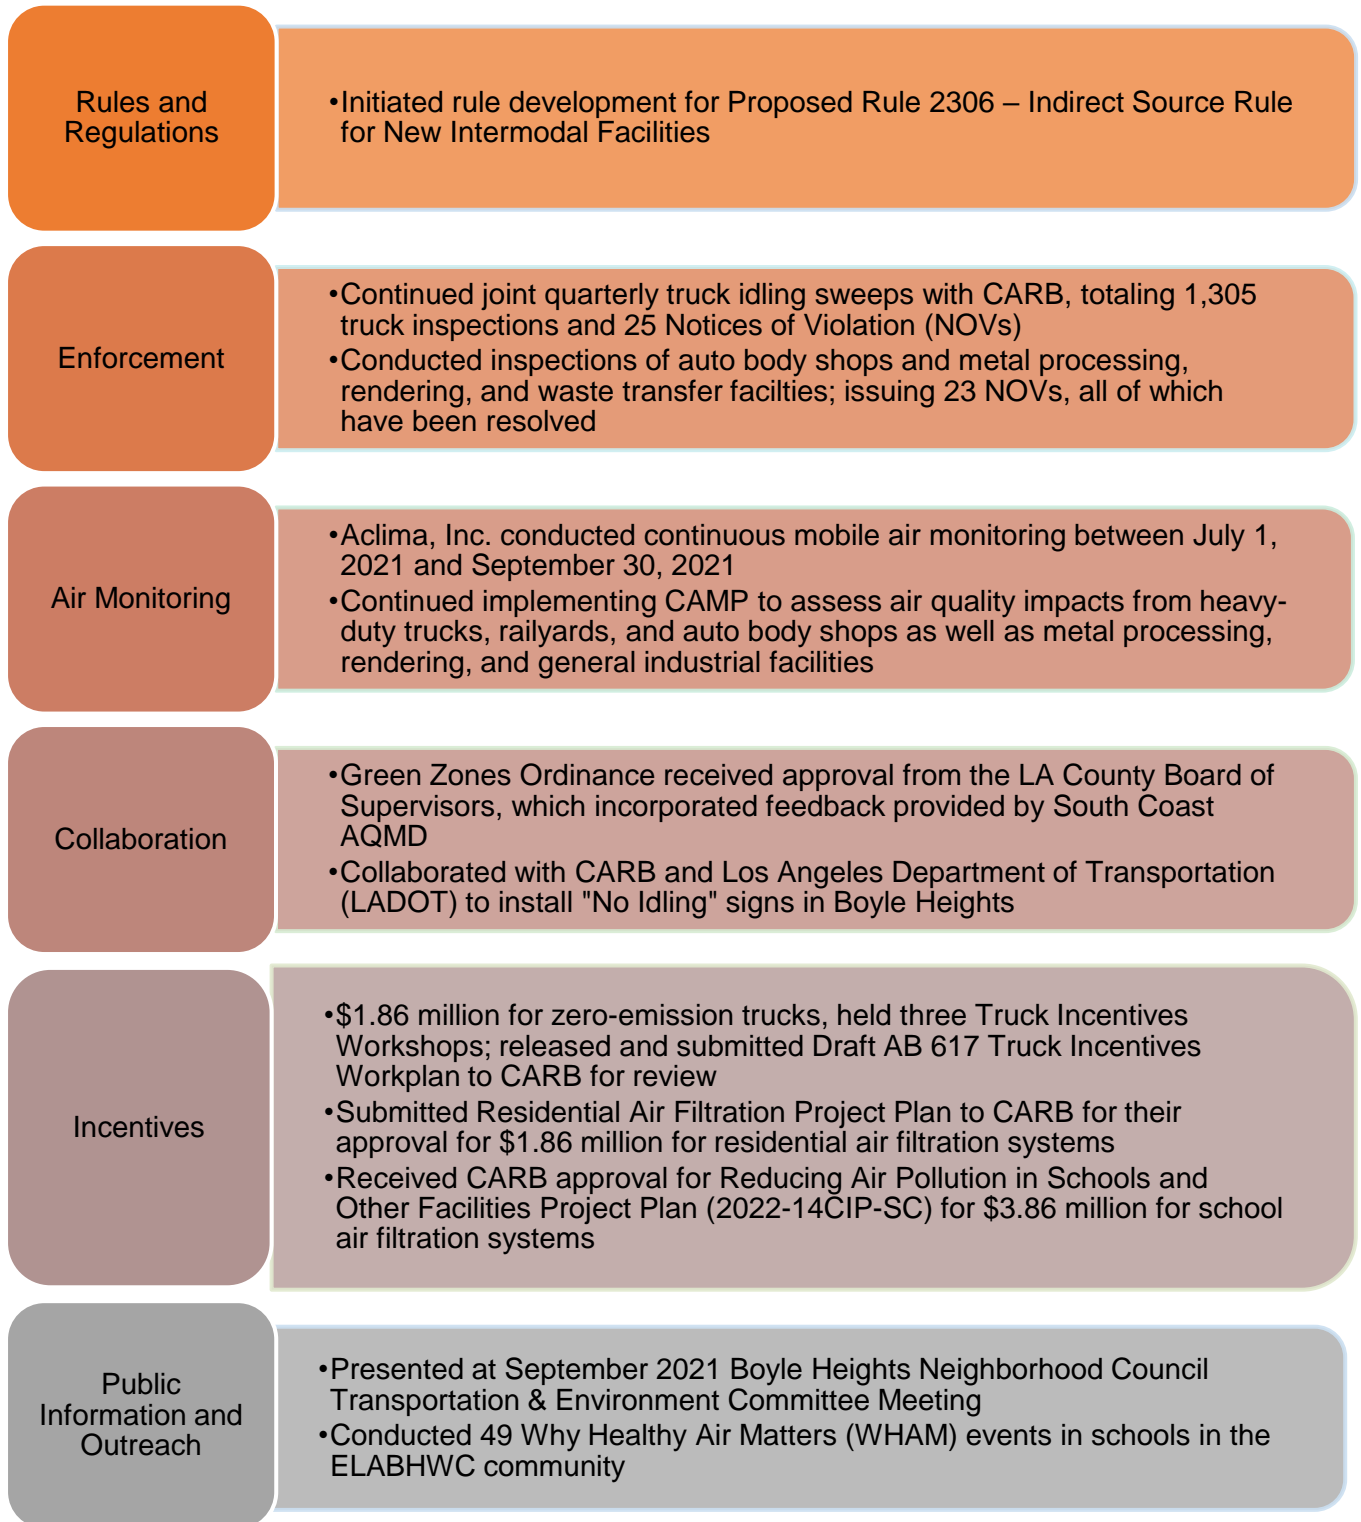 Rules and
Regulations
•Initiated rule development for Proposed Rule 2306 – Indirect Source Rule
for New Intermodal Facilities
Enforcement
•Continued joint quarterly truck idling sweeps with CARB, totaling 1,305
truck inspections and 25 Notices of Violation (NOVs)
•Conducted inspections of auto body shops and metal processing,
rendering, and waste transfer facilties; issuing 23 NOVs, all of which
have been resolved
Air Monitoring
•Aclima, Inc. conducted continuous mobile air monitoring between July 1,
2021 and September 30, 2021
•Continued implementing CAMP to assess air quality impacts from heavy-
duty trucks, railyards, and auto body shops as well as metal processing,
rendering, and general industrial facilities
Collaboration
•Green Zones Ordinance received approval from the LA County Board of
Supervisors, which incorporated feedback provided by South Coast
AQMD
•Collaborated with CARB and Los Angeles Department of Transportation
(LADOT) to install "No Idling" signs in Boyle Heights
Incentives
•$1.86 million for zero-emission trucks, held three Truck Incentives
Workshops; released and submitted Draft AB 617 Truck Incentives
Workplan to CARB for review
•Submitted Residential Air Filtration Project Plan to CARB for their
approval for $1.86 million for residential air filtration systems
•Received CARB approval for Reducing Air Pollution in Schools and
Other Facilities Project Plan (2022-14CIP-SC) for $3.86 million for school
air filtration systems
Public
Information and
Outreach
•Presented at September 2021 Boyle Heights Neighborhood Council
Transportation & Environment Committee Meeting
•Conducted 49 Why Healthy Air Matters (WHAM) events in schools in the
ELABHWC community